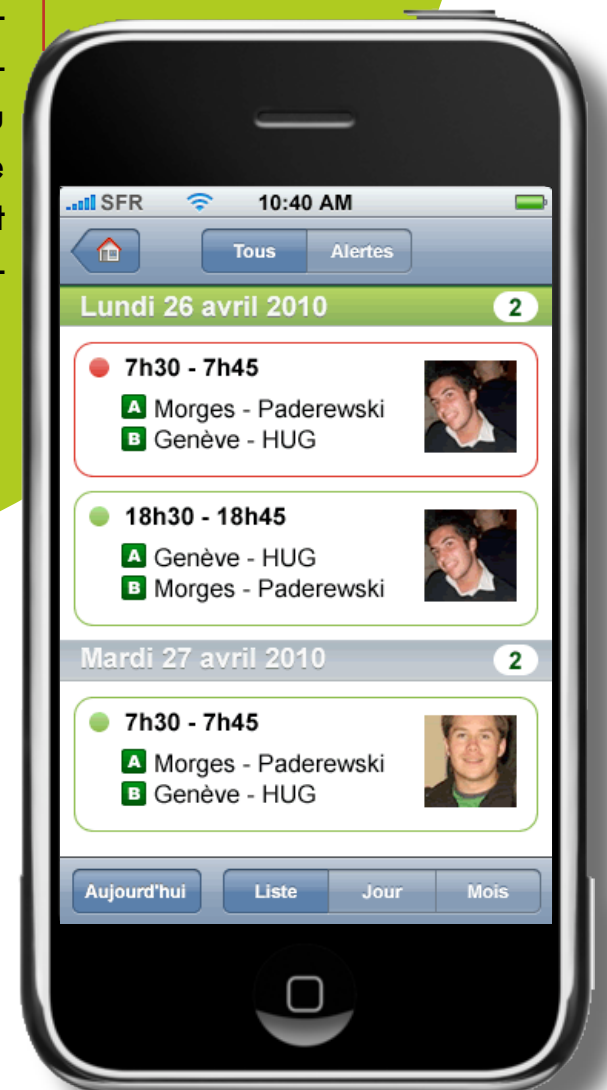 SFR 10:40 AM
Tous Alertes
Lundi 26 avril 2010 2
7h30 - 7h45
A Morges - Paderewski
B Genève - HUG
18h30 - 18h45
A Genève - HUG
B Morges - Paderewski
Mardi 27 avril 2010 2
7h30 - 7h45
A Morges - Paderewski
B Genève - HUG
Aujourd'hui Liste Jour Mois